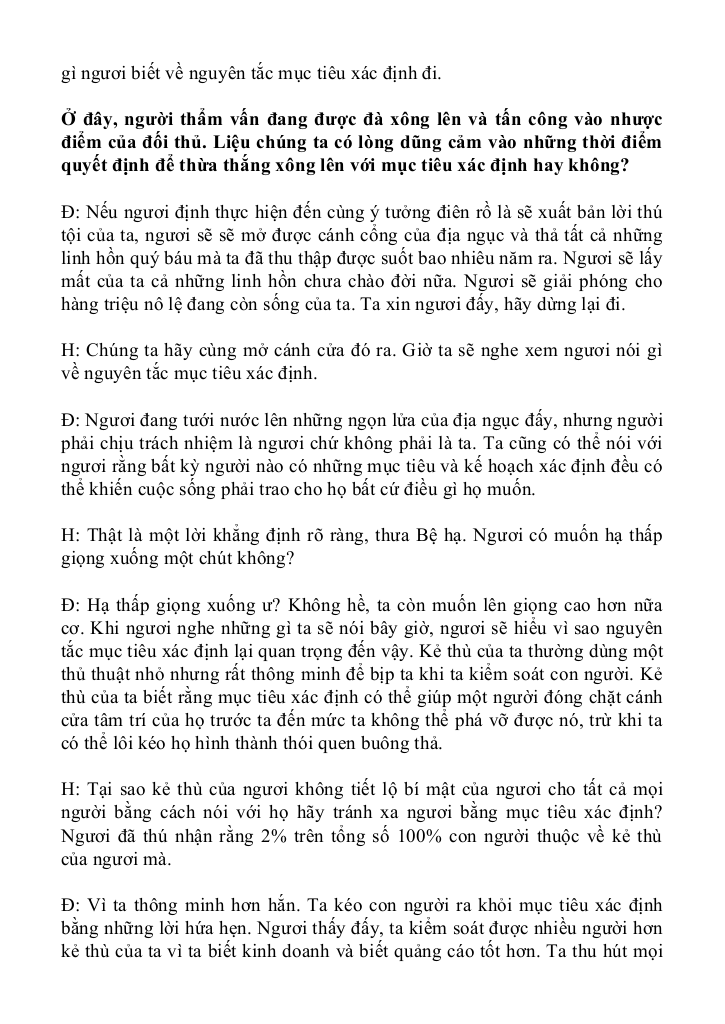 gì ngươi biết về nguyên tắc mục tiêu xác định đi.
Ở đây, người thẩm vấn đang được đà xông lên và tấn công vào nhược
điểm của đối thủ. Liệu chúng ta có lòng dũng cảm vào những thời điểm
quyết định để thừa thắng xông lên với mục tiêu xác định hay không?
Đ: Nếu ngươi định thực hiện đến cùng ý tưởng điên rồ là sẽ xuất bản lời thú
tội của ta, ngươi sẽ sẽ mở được cánh cổng của địa ngục và thả tất cả những
linh hồn quý báu mà ta đã thu thập được suốt bao nhiêu năm ra. Ngươi sẽ lấy
mất của ta cả những linh hồn chưa chào đời nữa. Ngươi sẽ giải phóng cho
hàng triệu nô lệ đang còn sống của ta. Ta xin ngươi đấy, hãy dừng lại đi.
H: Chúng ta hãy cùng mở cánh cửa đó ra. Giờ ta sẽ nghe xem ngươi nói gì
về nguyên tắc mục tiêu xác định.
Đ: Ngươi đang tưới nước lên những ngọn lửa của địa ngục đấy, nhưng người
phải chịu trách nhiệm là ngươi chứ không phải là ta. Ta cũng có thể nói với
ngươi rằng bất kỳ người nào có những mục tiêu và kế hoạch xác định đều có
thể khiến cuộc sống phải trao cho họ bất cứ điều gì họ muốn.
H: Thật là một lời khẳng định rõ ràng, thưa Bệ hạ. Ngươi có muốn hạ thấp
giọng xuống một chút không?
Đ: Hạ thấp giọng xuống ư? Không hề, ta còn muốn lên giọng cao hơn nữa
cơ. Khi ngươi nghe những gì ta sẽ nói bây giờ, ngươi sẽ hiểu vì sao nguyên
tắc mục tiêu xác định lại quan trọng đến vậy. Kẻ thù của ta thường dùng một
thủ thuật nhỏ nhưng rất thông minh để bịp ta khi ta kiểm soát con người. Kẻ
thù của ta biết rằng mục tiêu xác định có thể giúp một người đóng chặt cánh
cửa tâm trí của họ trước ta đến mức ta không thể phá vỡ được nó, trừ khi ta
có thể lôi kéo họ hình thành thói quen buông thả.
H: Tại sao kẻ thù của ngươi không tiết lộ bí mật của ngươi cho tất cả mọi
người bằng cách nói với họ hãy tránh xa ngươi bằng mục tiêu xác định?
Ngươi đã thú nhận rằng 2% trên tổng số 100% con người thuộc về kẻ thù
của ngươi mà.
Đ: Vì ta thông minh hơn hắn. Ta kéo con người ra khỏi mục tiêu xác định
bằng những lời hứa hẹn. Ngươi thấy đấy, ta kiểm soát được nhiều người hơn
kẻ thù của ta vì ta biết kinh doanh và biết quảng cáo tốt hơn. Ta thu hút mọi